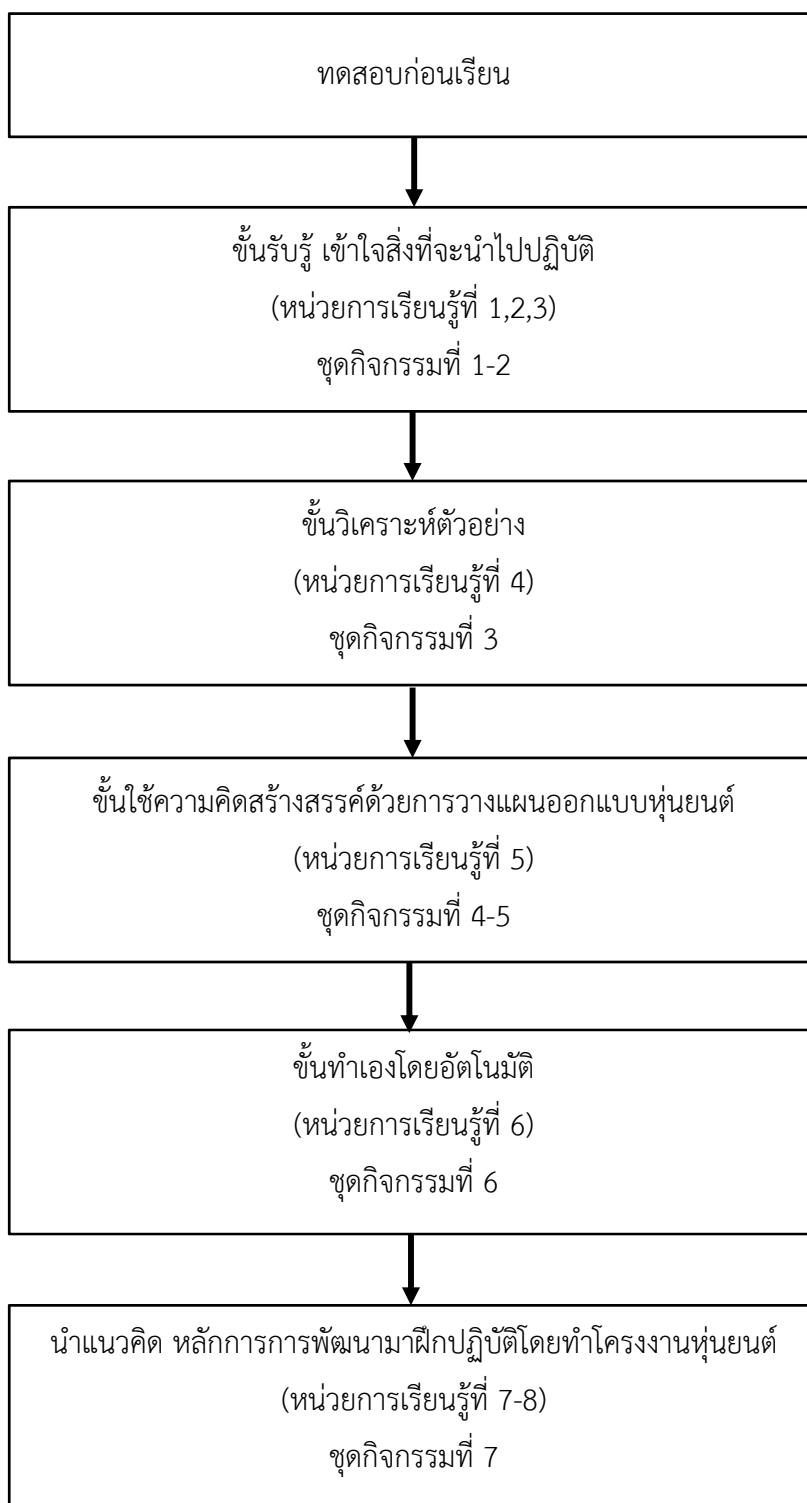 ทดสอบก่อนเรียน
ขั้นรับรู้ เข้าใจสิ่งที่จะนำไปปฏิบัติ
(หน่วยการเรียนรู้ที่ 1,2,3)
ชุดกิจกรรมที่ 1-2
ขั้นวิเคราะห์ตัวอย่าง
(หน่วยการเรียนรู้ที่ 4)
ชุดกิจกรรมที่ 3
ขั้นใช้ความคิดสร้างสรรค์ด้วยการวางแผนออกแบบหุ่นยนต์
(หน่วยการเรียนรู้ที่ 5)
ชุดกิจกรรมที่ 4-5
ขั้นทำเองโดยอัตโนมัติ
(หน่วยการเรียนรู้ที่ 6)
ชุดกิจกรรมที่ 6
นำแนวคิด หลักการการพัฒนามาฝึกปฏิบัติโดยทำโครงงานหุ่นยนต์
(หน่วยการเรียนรู้ที่ 7-8)
ชุดกิจกรรมที่ 7